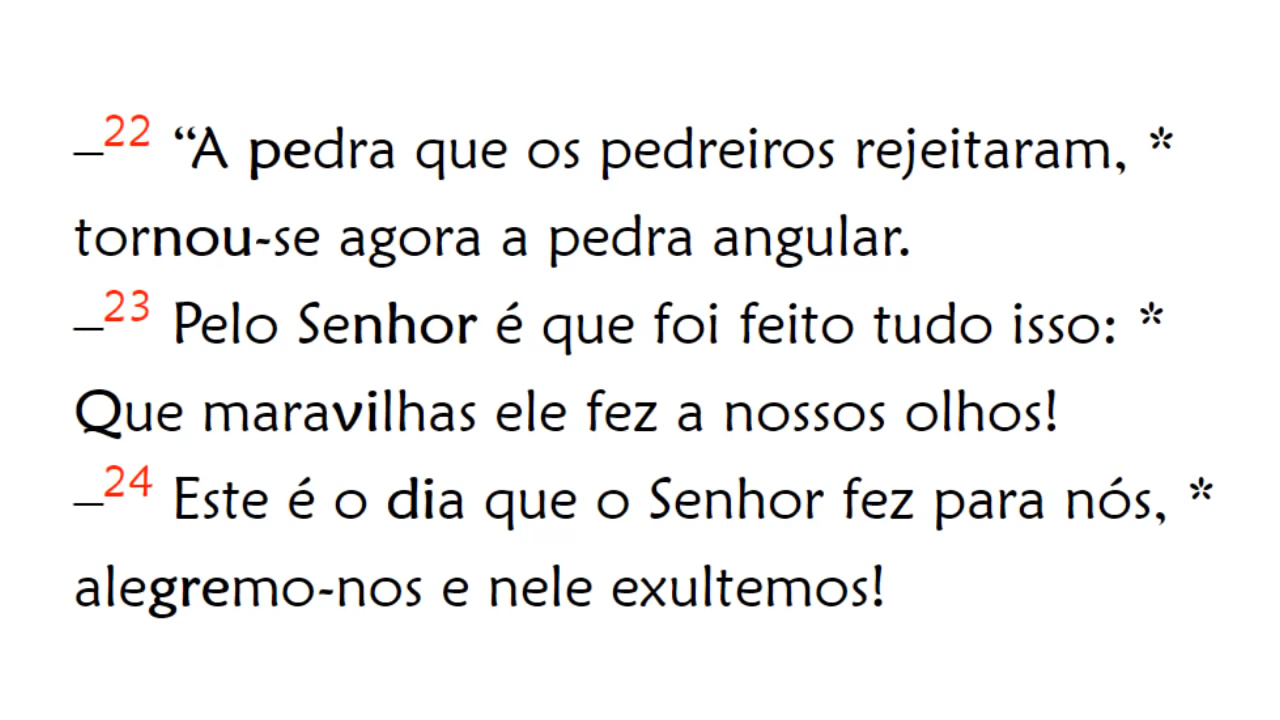 –22 “A pedra que os pedreiros rejeitaram, *
tornou-se agora a pedra angular.
–23 Pelo Senhor é que foi feito tudo isso: *
Que maravilhas ele fez a nossos olhos!
–24 Este é o dia que o Senhor fez para nós, *
alegremo-nos e nele exultemos!